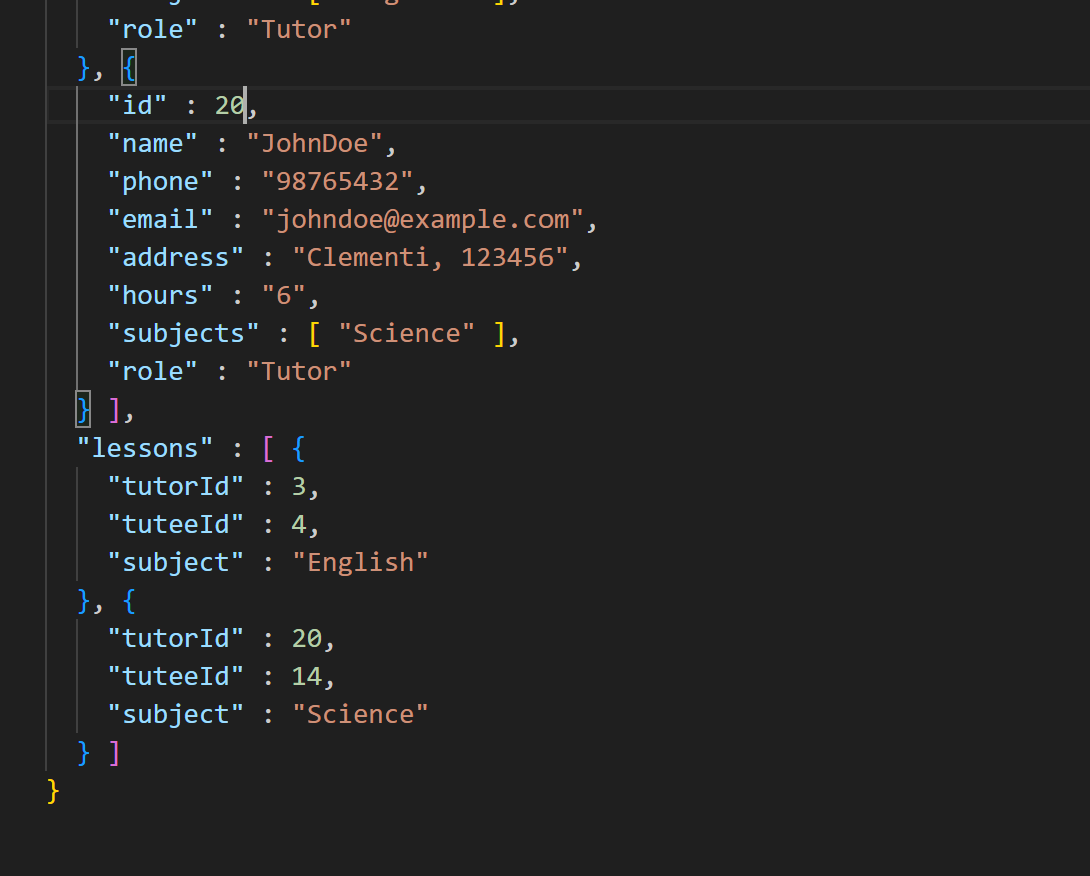 "role" : "Tutor"
}, {
"id" : 20,
"name" : "JohnDoe",
"phone" : "98765432",
"email" : "johndoe@example.com",
"address" : "Clementi, 123456",
"hours" : "6",
"subjects" : [ "Science" ],
"role" : "Tutor"
} ],
"lessons" : [ {
"tutorId" : 3,
"tuteeId" : 4,
"subject" : "English"
}, {
"tutorId" : 20,
"tuteeId" : 14,
"subject" : "Science"
} ]
}